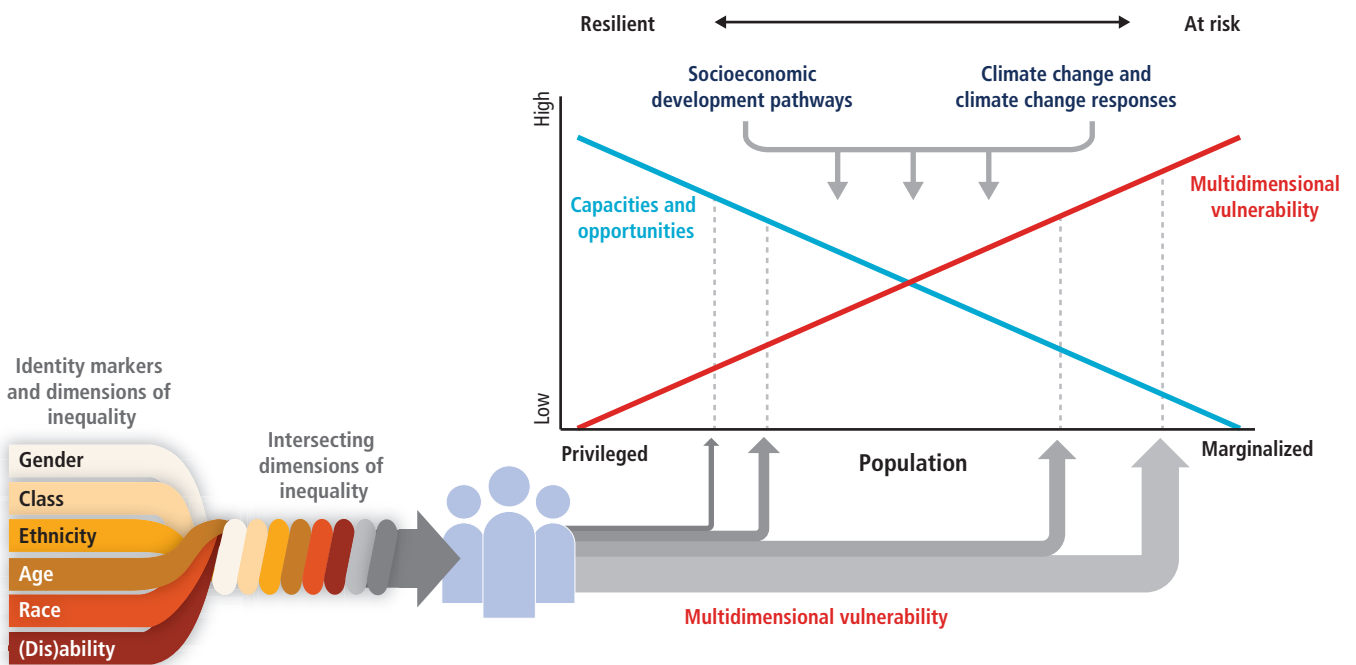 Resilient
At risk
Socioeconomic
development pathways
Climate change and
climate change responses
High
Low
Capacities and
opportunities
Multidimensional
vulnerability
Privileged
Population
Marginalized
Identity markers
and dimensions of
inequality
Gender
Class
Ethnicity
Age
Race
(Dis)ability
Intersecting
dimensions of
inequality
Multidimensional vulnerability